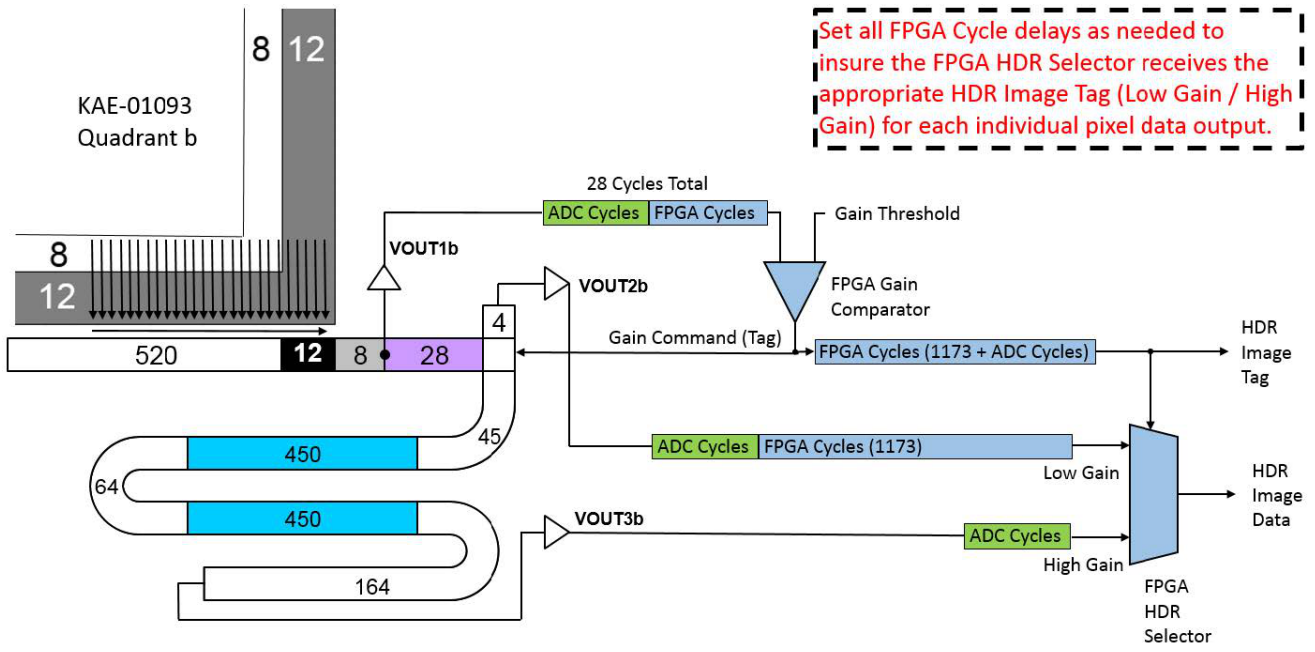 8
12
KAE-01093
Quadrant b
8
12
Set all FPGA Cycle delays as needed to
insure the FPGA HDR Selector receives the
appropriate HDR Image Tag (Low Gain / High
Gain) for each individual pixel data output.
28 Cycles Total
ADC Cycles
FPGA Cycles
Gain Threshold
VOUT1b
VOUT2b
FPGA Gain
Comparator
4
Gain Command (Tag)
520
12
8
28
FPGA Cycles (1173 + ADC Cycles)
HDR
Image
Tag
45
450
64
450
164
ADC Cycles
FPGA Cycles (1173)
Low Gain
HDR
Image
Data
VOUT3b
ADC Cycles
High Gain
FPGA
HDR
Selector